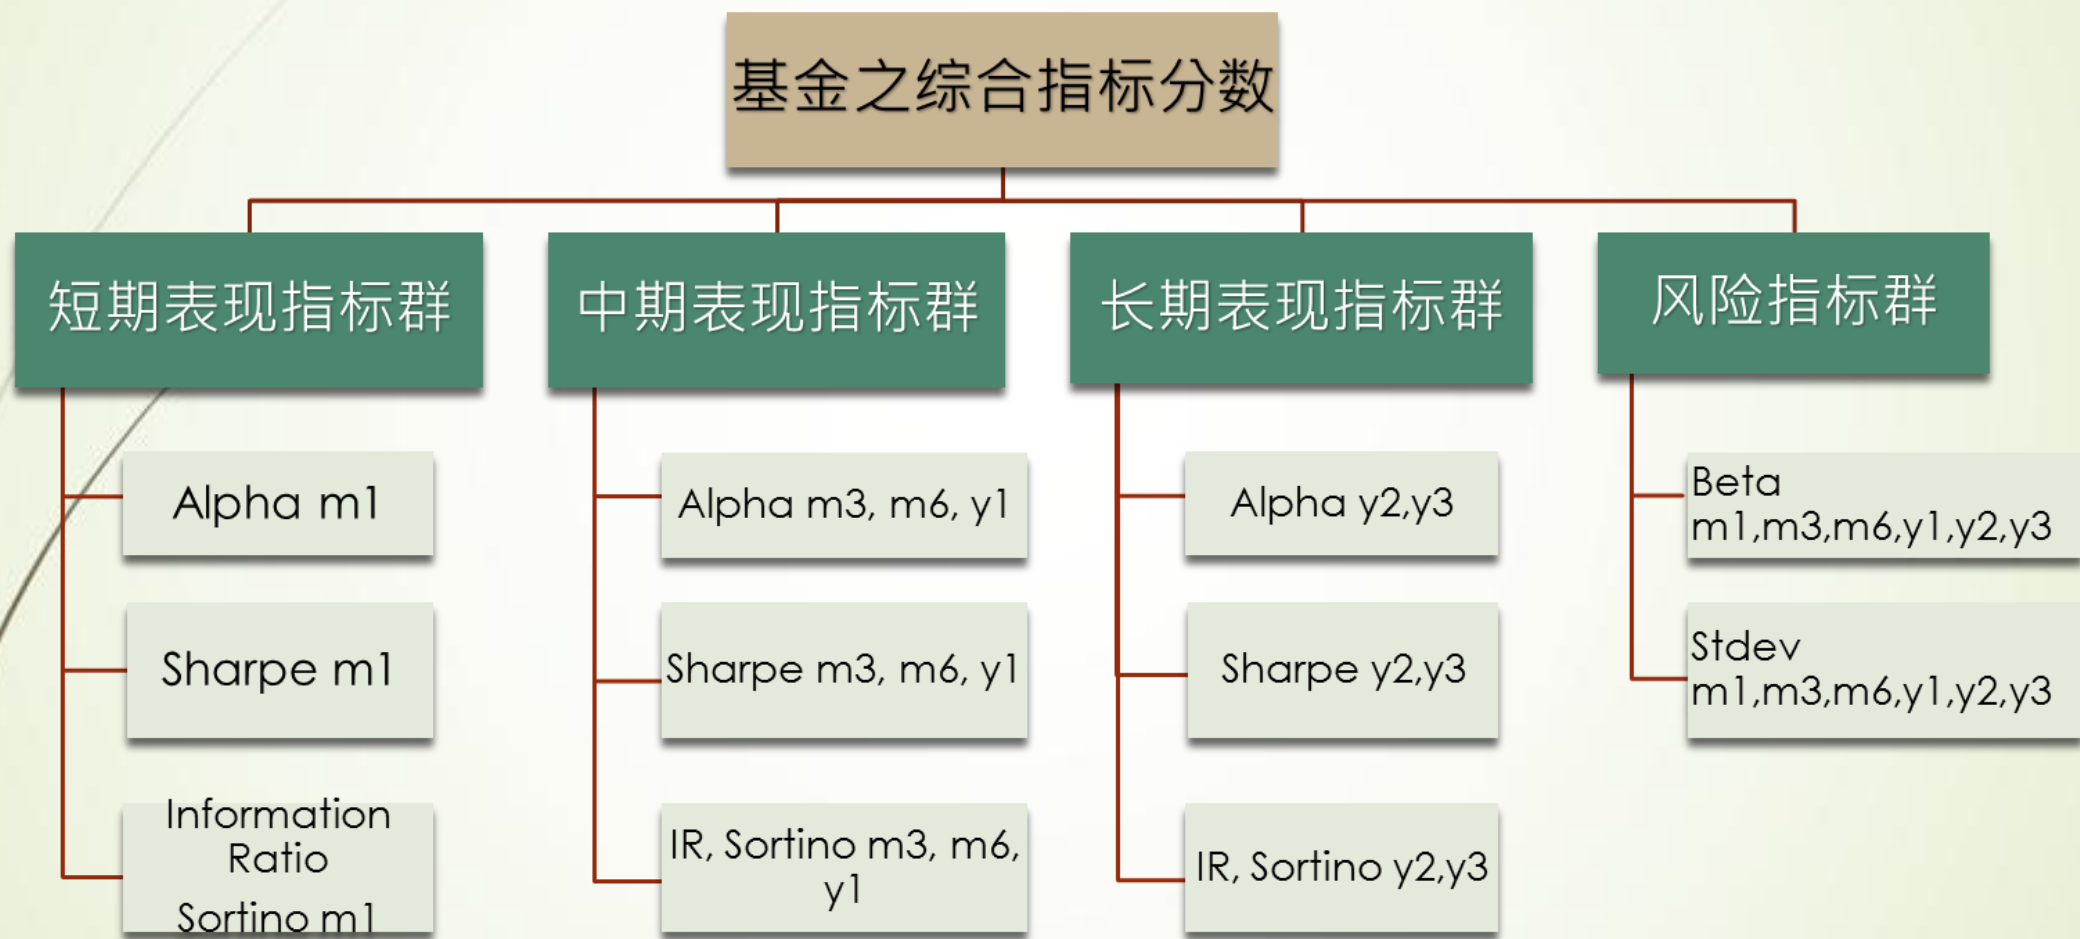 基金之综合指标分数
短期表现指标群
Alpha m1
Sharpe m1
Information
Ratio
Sortino m1
中期表现指标群
Alpha m3, m6, y1
Sharpe m3, m6, y1
IR, Sortino m3, m6,
y1
长期表现指标群
Alpha y2,y3
Sharpe y2,y3
IR, Sortino y2,y3
风险指标群
Beta
m1,m3,m6,y1,y2,y3
Stdev
m1,m3,m6,y1,y2,y3